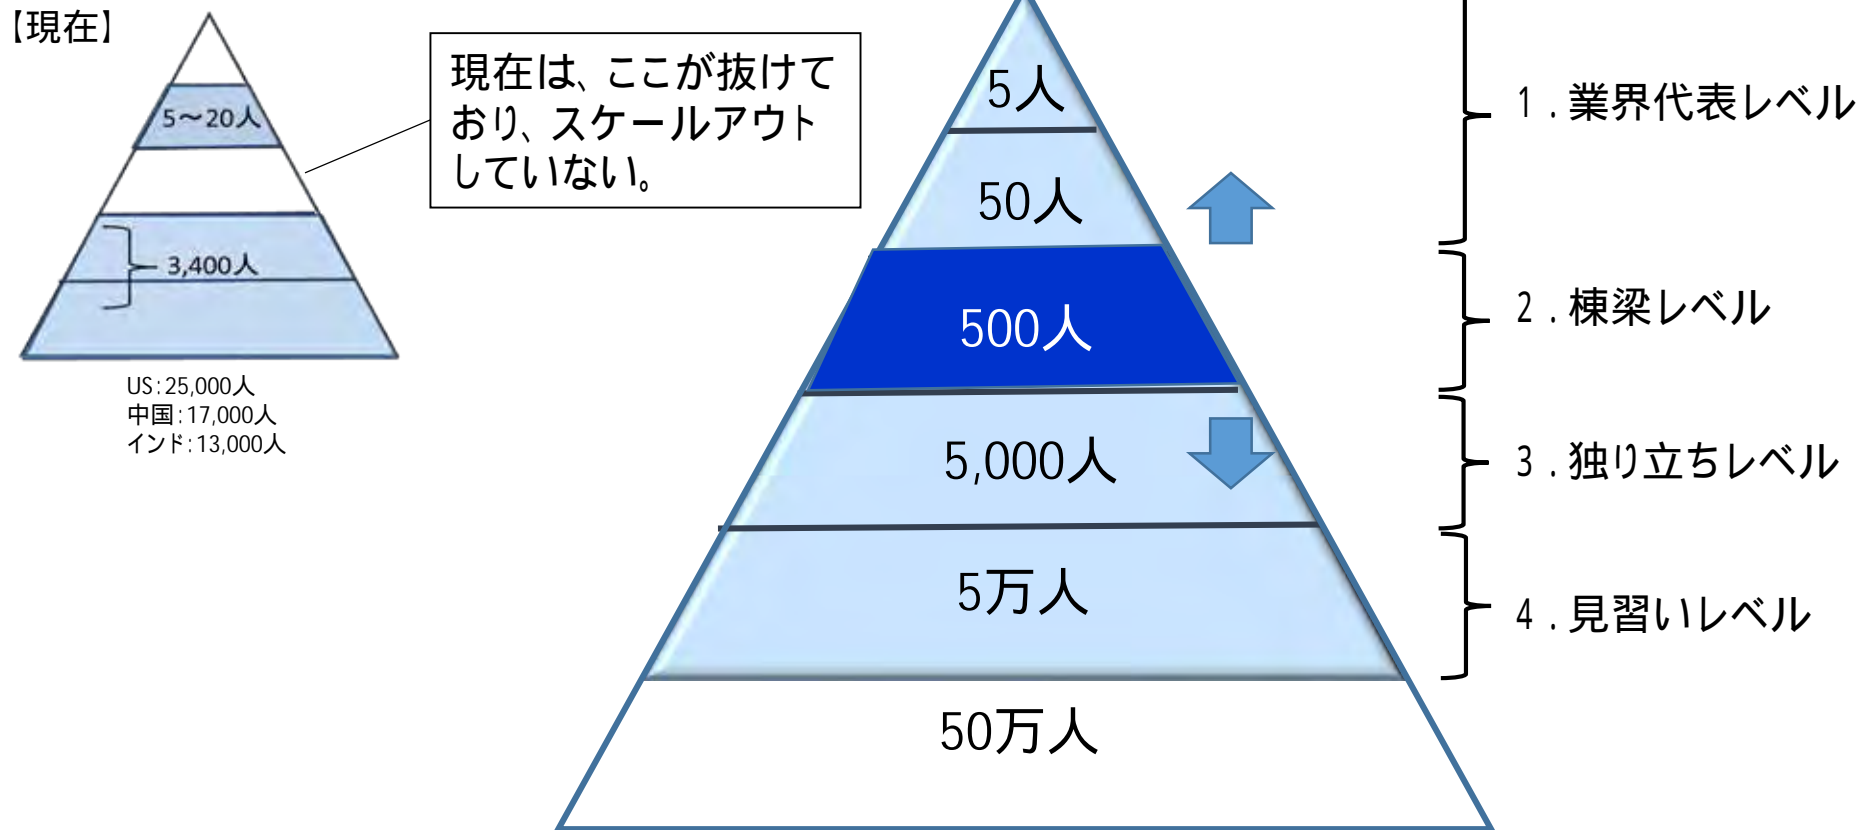 【現在】
5～20人
3,400人
US：25,000人
中国：17,000人
インド：13,000人
現在は、ここが抜けて
おり、スケールアウト
していない。
5人
50人
500人
5,000人
5万人
50万人
1．業界代表レベル
2．棟梁レベル
3．独り立ちレベル
4．見習いレベル